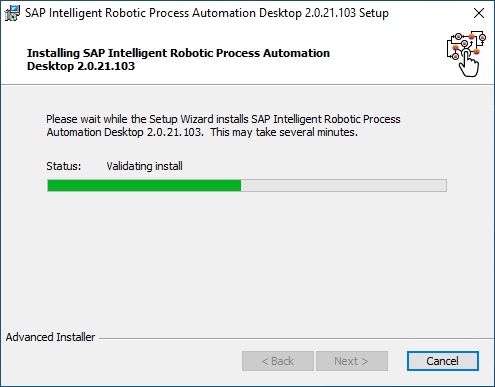 SAP Intelligent Robotic Process Automation Desktop 2.0.21.103 Setup
Installing SAP Intelligent Robotic Process Automation
Desktop 2.0.21.103
Please wait while the Setup Wizard installs SAP Intelligent Robotic Process
Automation Desktop 2.0.21.103. This may take several minutes.
Status: Validating install
Advanced Installer
< Back Next > Cancel